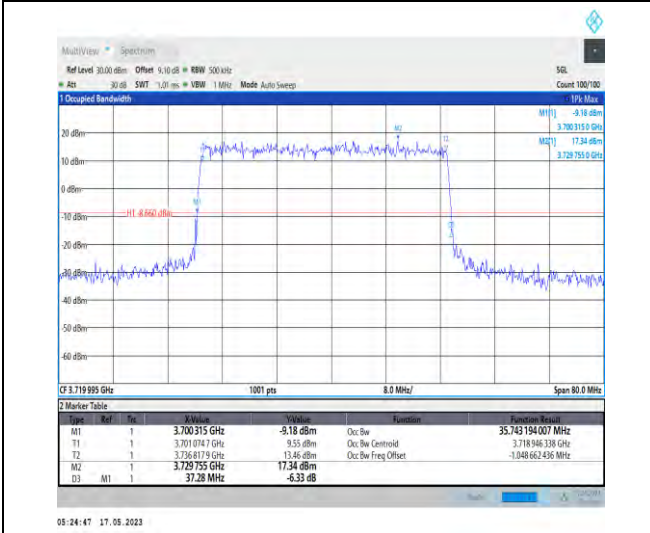 MultiView Spectrum
Ref Level 30.00 dBm Offset 9.10 dB RBW 500 kHz SGL
Att 30 dB SWT 1.01 ms VBW 1 MHz Mode Auto Sweep Count 100/100
1 Occupied Bandwidth 1Pk Max
M1[1] -9.18 dBm
3.700 315 0 GHz
M2[1] 17.34 dBm
3.729 755 0 GHz
M2
T2
20 dBm
10 dBm
0 dBm
M1
-10 dBm
H1 -8.660 dBm
-20 dBm
-30 dBm
-40 dBm
-50 dBm
-60 dBm
CF 3.719 995 GHz 1001 pts 8.0 MHz/ Span 80.0 MHz
2 Marker Table
Type Ref Trc X-Value Y-Value Function Function Result
M1 1 3.700 315 GHz -9.18 dBm Occ Bw 35.743 194 007 MHz
T1 1 3.701 074 7 GHz 9.55 dBm Occ Bw Centroid 3.718 946 338 GHz
T2 1 3.736 817 9 GHz 13.46 dBm Occ Bw Freq Offset -1.048 662 436 MHz
M2 1 3.729 755 GHz 17.34 dBm
D3 M1 1 37.28 MHz -6.33 dB
05:24:47 17.05.2023